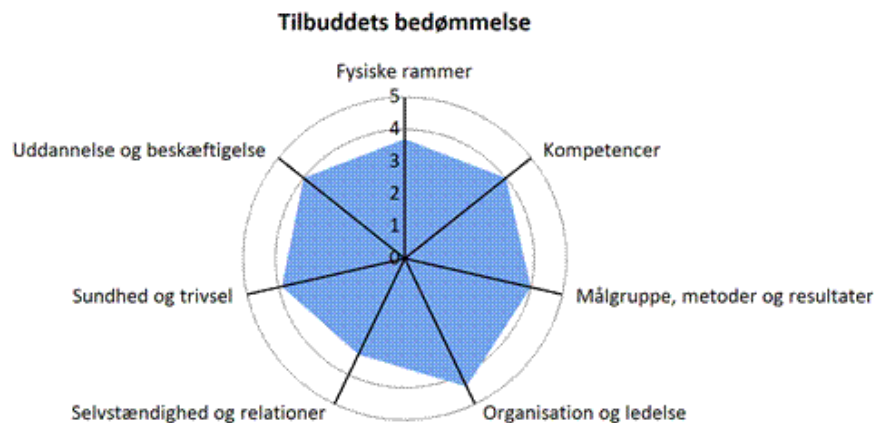 Tilbuddets bedømmelse
Fysiske rammer
5
4
3
2
1
0
Kompetencer
Målgruppe, metoder og resultater
Organisation og ledelse
Selvstændighed og relationer
Sundhed og trivsel
Uddannelse og beskæftigelse